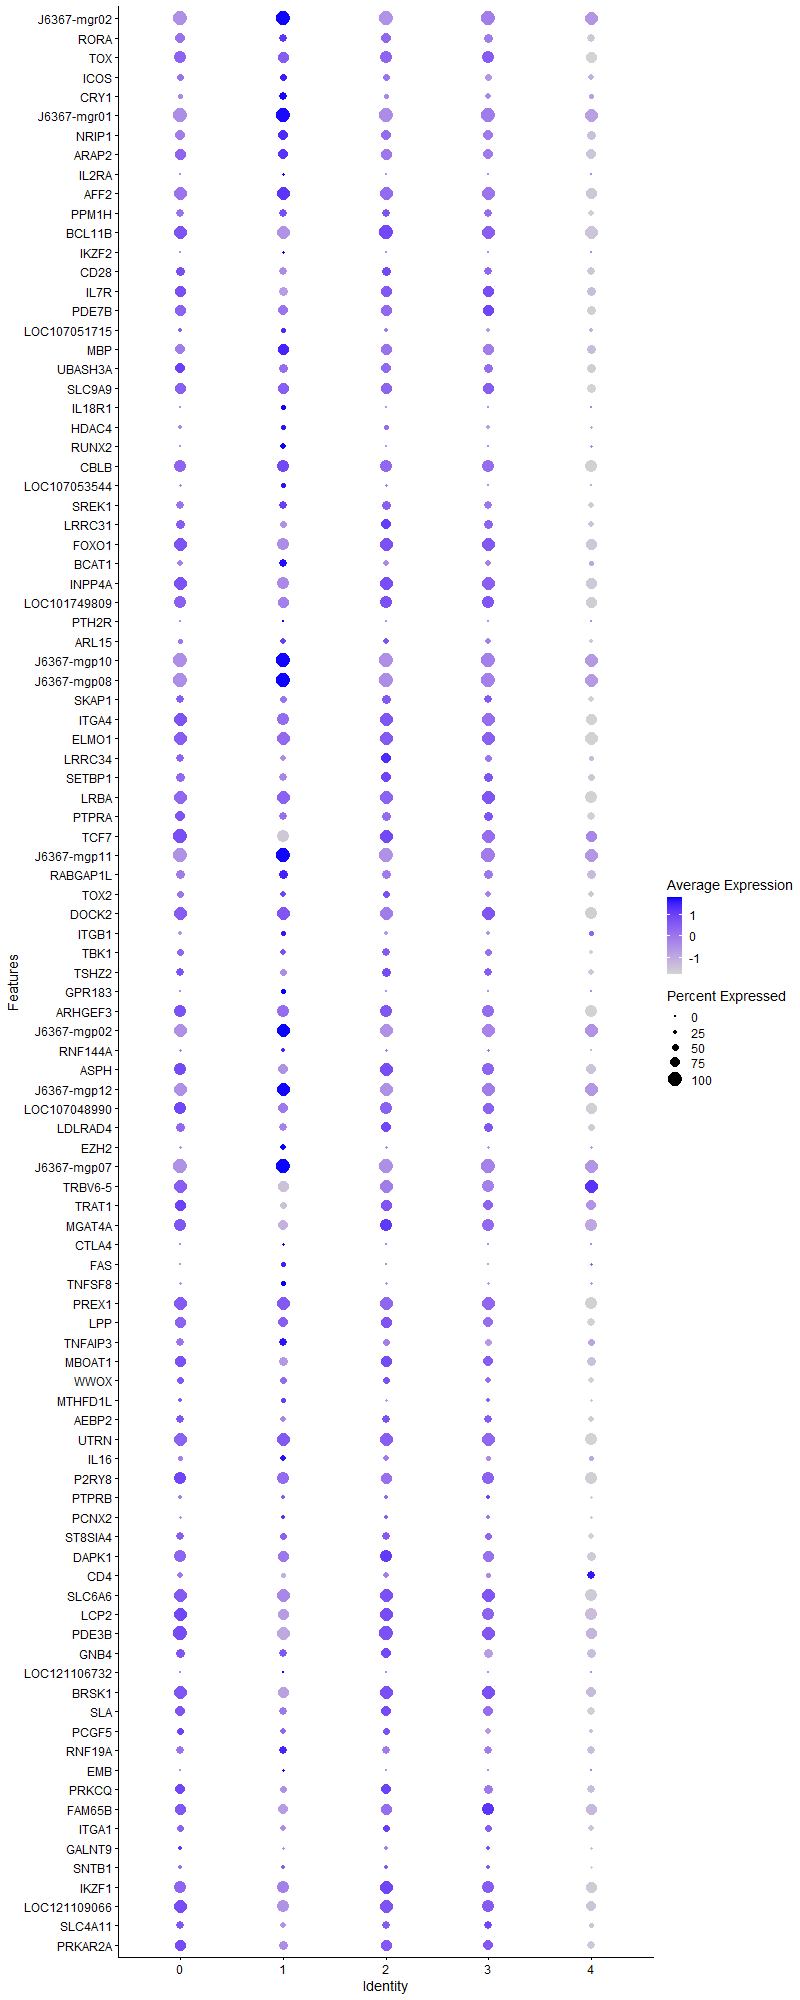 J6367-mgr02
RORA
TOX
ICOS
CRY1
J6367-mgr01
NRIP1
ARAP2
IL2RA
AFF2
PPM1H
BCL11B
IKZF2
CD28
IL7R
PDE7B
LOC107051715
MBP
UBASH3A
SLC9A9
IL18R1
HDAC4
RUNX2
CBLB
LOC107053544
SREK1
LRRC31
FOXO1
BCAT1
INPP4A
LOC101749809
PTH2R
ARL15
J6367-mgp10
J6367-mgp08
SKAP1
ITGA4
ELMO1
LRRC34
SETBP1
LRBA
PTPRA
TCF7
J6367-mgp11
RABGAP1L
TOX2
DOCK2
ITGB1
TBK1
TSHZ2
GPR183
ARHGEF3
J6367-mgp02
RNF144A
ASPH
J6367-mgp12
LOC107048990
LDLRAD4
EZH2
J6367-mgp07
TRBV6-5
TRAT1
MGAT4A
CTLA4
FAS
TNFSF8
PREX1
LPP
TNFAIP3
MBOAT1
WWOX
MTHFD1L
AEBP2
UTRN
IL16
P2RY8
PTPRB
PCNX2
ST8SIA4
DAPK1
CD4
SLC6A6
LCP2
PDE3B
GNB4
LOC121106732
BRSK1
SLA
PCGF5
RNF19A
EMB
PRKCQ
FAM65B
ITGA1
GALNT9
SNTB1
IKZF1
LOC121109066
SLC4A11
PRKAR2A
Features
0 1 2 3 4
Identity
Average Expression
1
0
-1
Percent Expressed
0
25
50
75
100